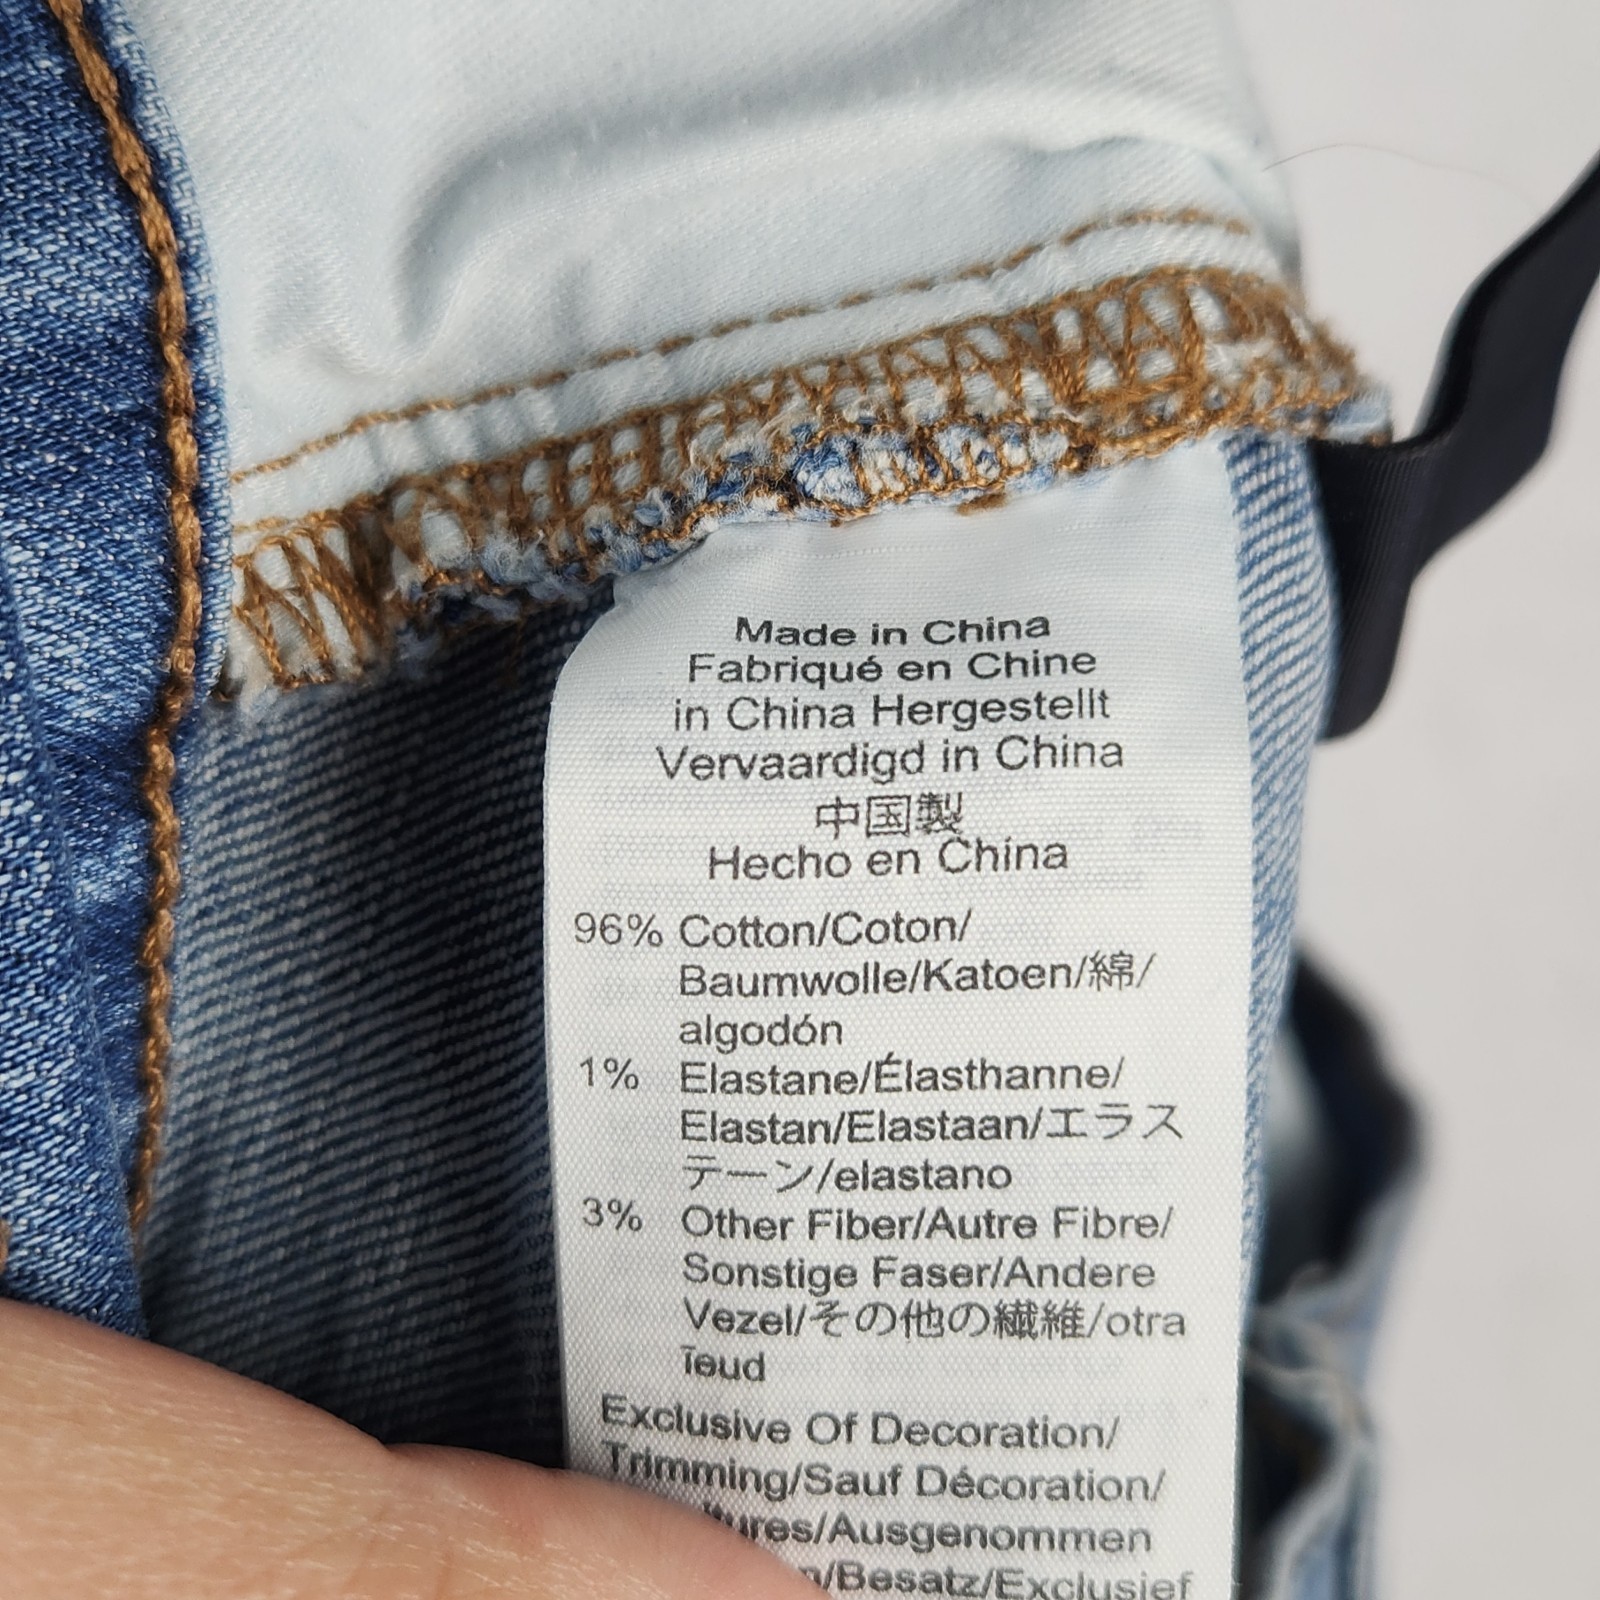 Made in China
Fabriqué en Chine
in China Hergestellt
Vervaardigd in China
中国製
Hecho en China
96% Cotton/Coton/
Baumwolle/Katoen/綿/
algodón
1% Elastane/Élasthanne/
Elastan/Elastaan/エラス
テーン/elastano
3% Other Fiber/Autre Fibre/
Sonstige Faser/Andere
Vezel/その他の繊維/otra
Exclusive Of Decoration/
Trimming/Sauf Décoration/
/Ausgenommen
/Besatz/Exclusief